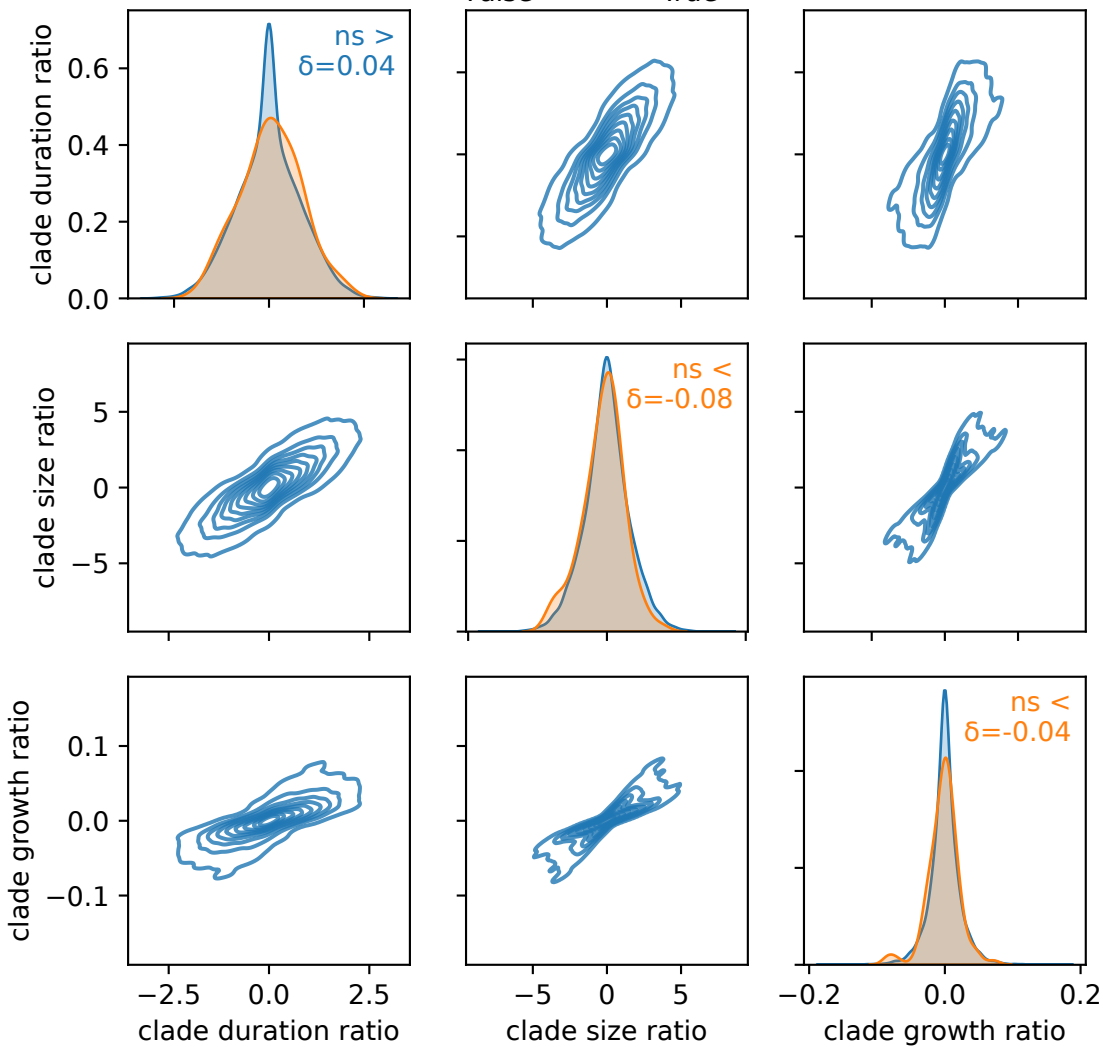 True
ns >
δ=0.04
clade duration ratio
0.6
0.4
0.2
0.0
ns <
δ=-0.08
clade size ratio
5
0
−5
ns <
δ=-0.04
clade growth ratio
0.1
0.0
−0.1
−2.5 0.0 2.5
−5 0 5
−0.2 0.0 0.2
clade duration ratio
clade size ratio
clade growth ratio